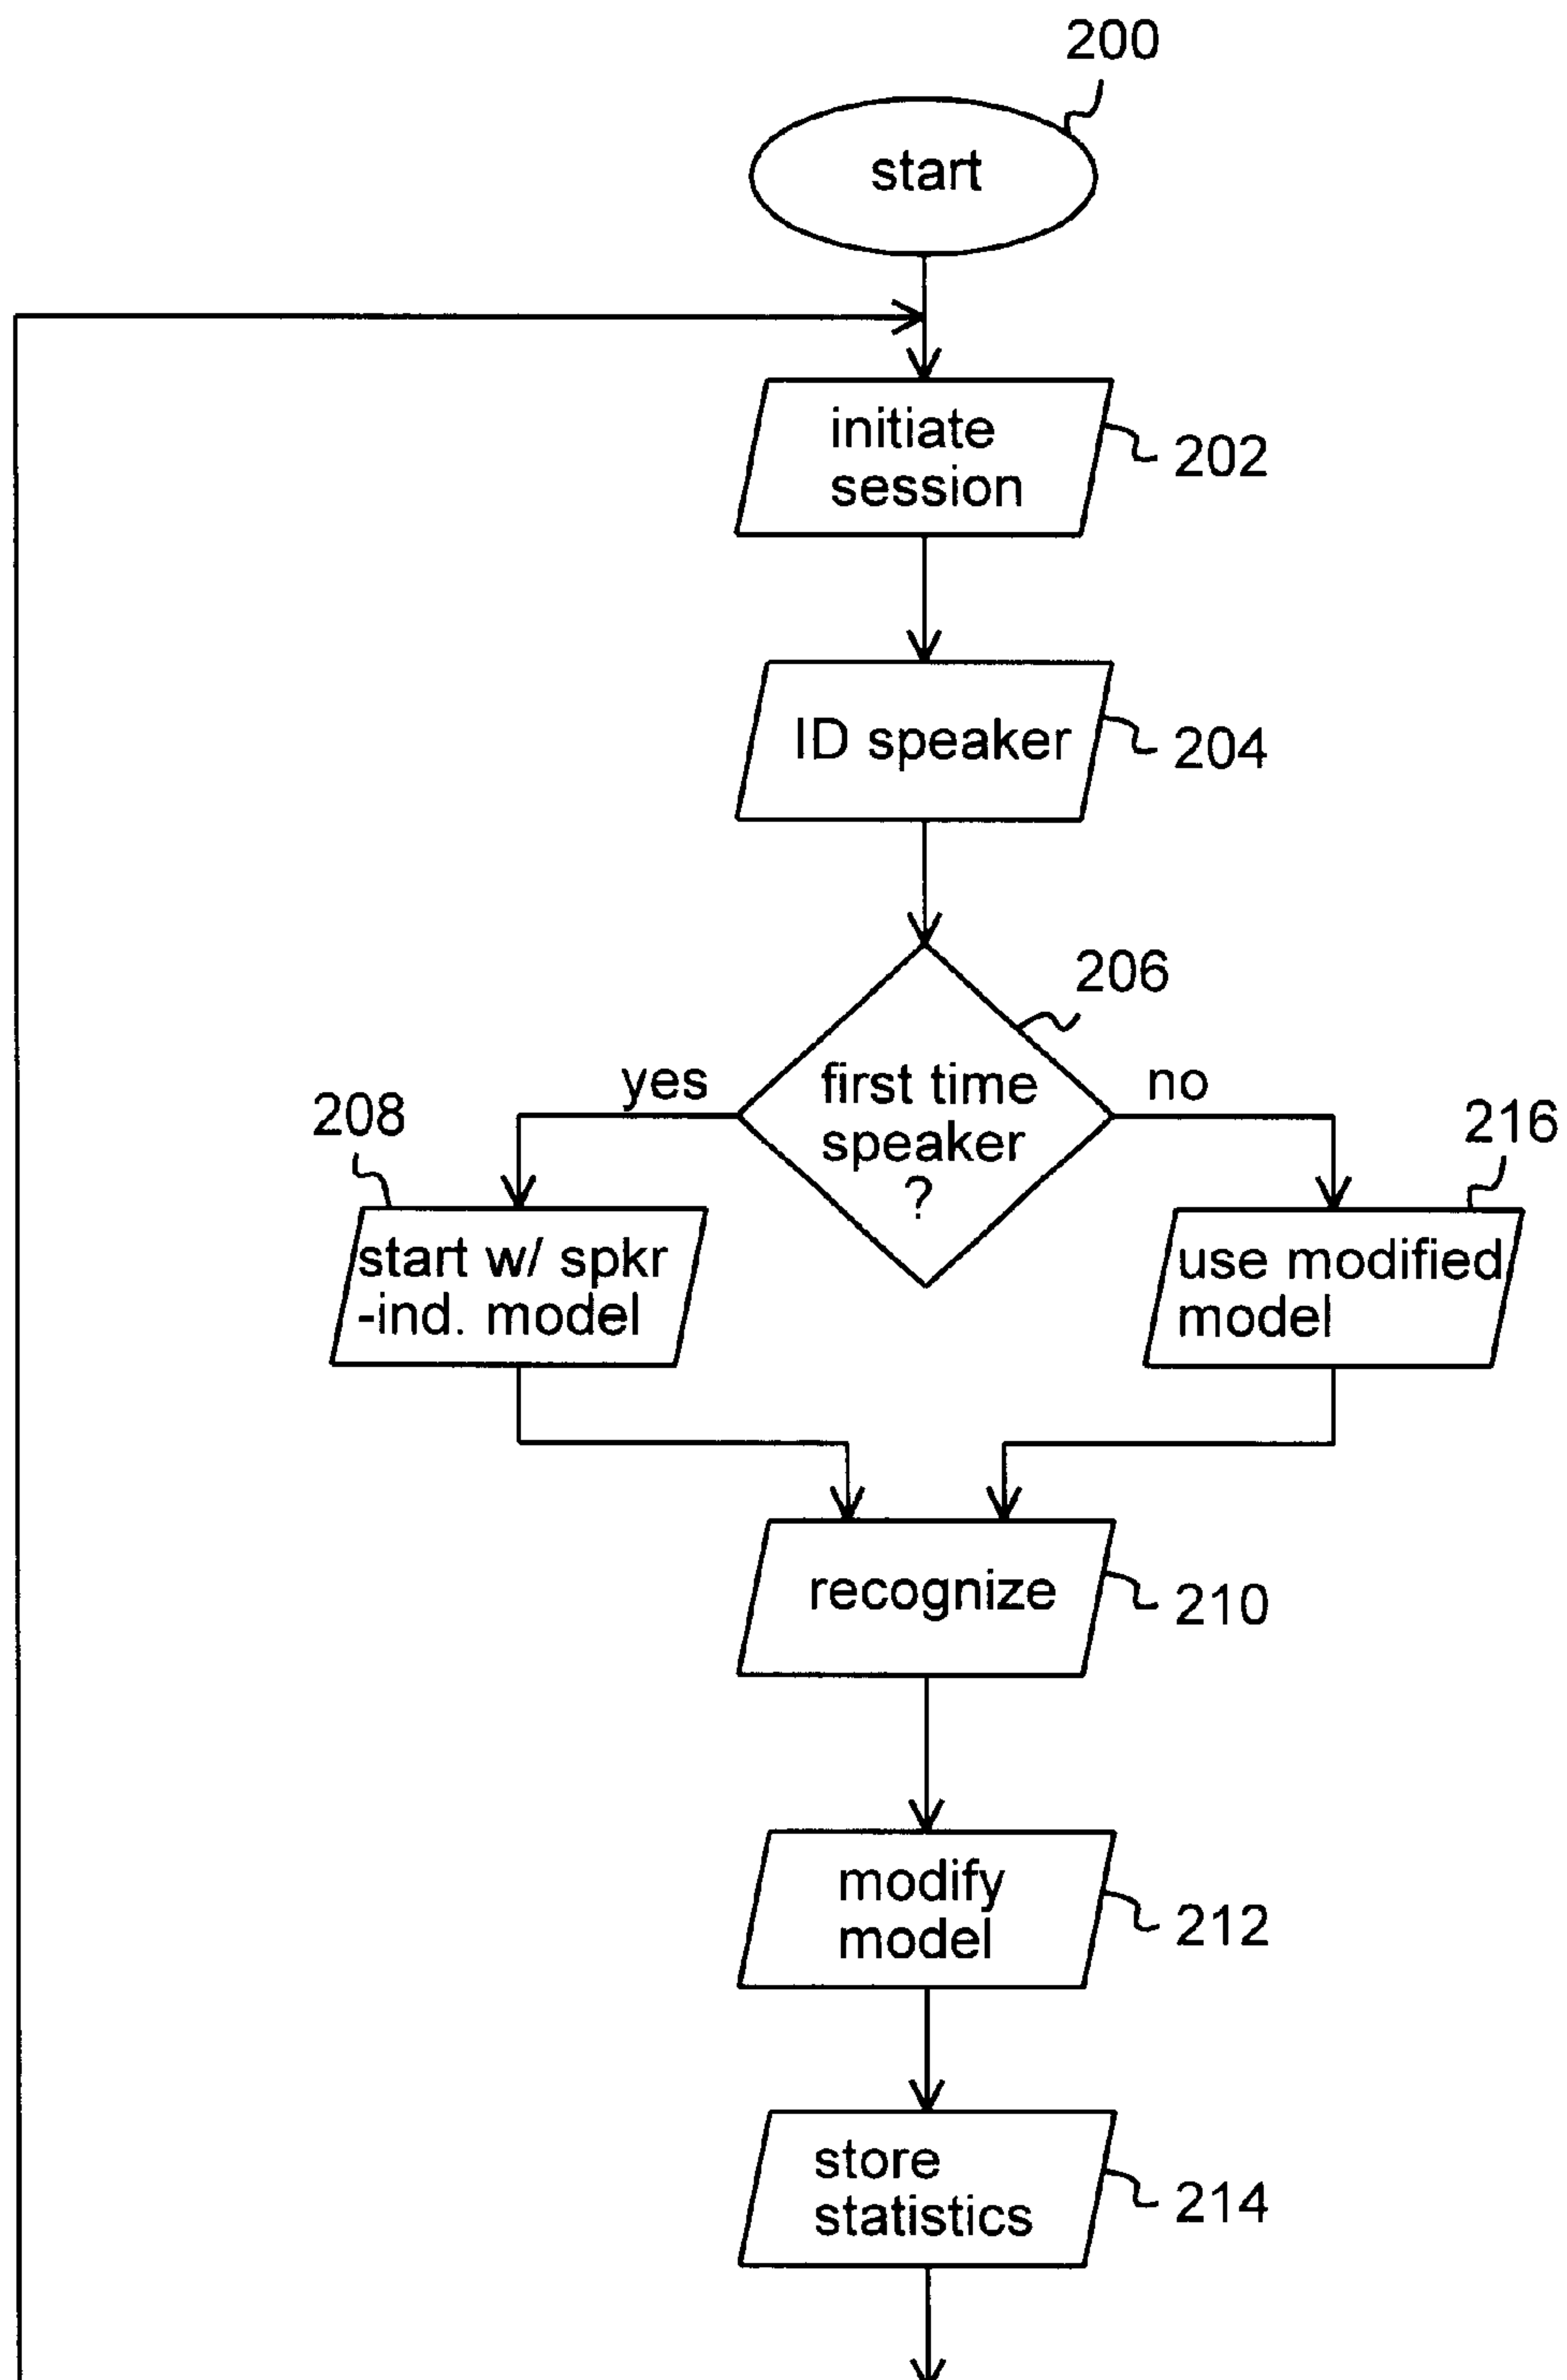 200
start
initiate
session
202
ID speaker
204
206
yes
first time
speaker
?
no
208
216
start w/ spkr
-ind. model
use modified
model
recognize
210
modify
model
212
store
statistics
214